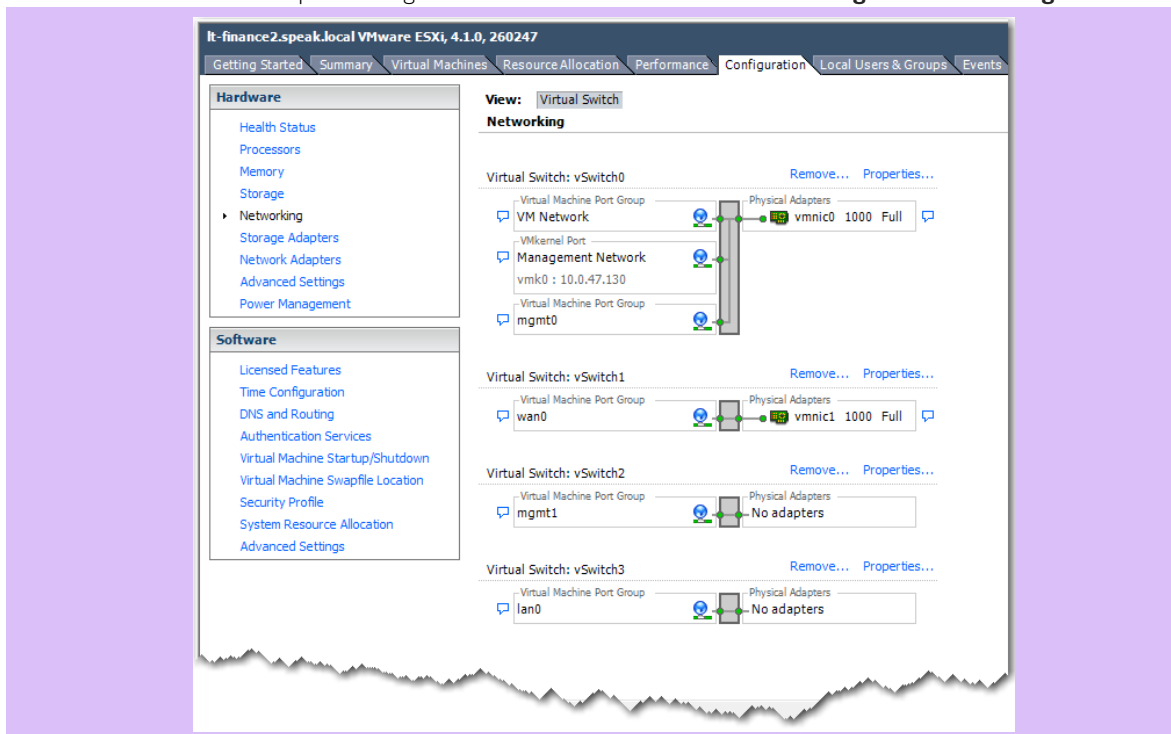 lt-finance2.speak.local VMware ESXi, 4.1.0, 260247
Getting Started Summary Virtual Machines Resource Allocation Performance Configuration Local Users & Groups Events
Hardware
Health Status
Processors
Memory
Storage
Networking
Storage Adapters
Network Adapters
Advanced Settings
Power Management
Software
Licensed Features
Time Configuration
DNS and Routing
Authentication Services
Virtual Machine Startup/Shutdown
Virtual Machine Swapfile Location
Security Profile
System Resource Allocation
Advanced Settings
View: Virtual Switch
Networking
Virtual Switch: vSwitch0 Remove... Properties...
Virtual Machine Port Group Physical Adapters
VM Network vmnic0 1000 Full
VMkernel Port
Management Network
vmk0 : 10.0.47.130
Virtual Machine Port Group
mgmt0
Virtual Switch: vSwitch1 Remove... Properties...
Virtual Machine Port Group Physical Adapters
wan0 vmnic1 1000 Full
Virtual Switch: vSwitch2 Remove... Properties...
Virtual Machine Port Group Physical Adapters
mgmt1 No adapters
Virtual Switch: vSwitch3 Remove... Properties...
Virtual Machine Port Group Physical Adapters
lan0 No adapters